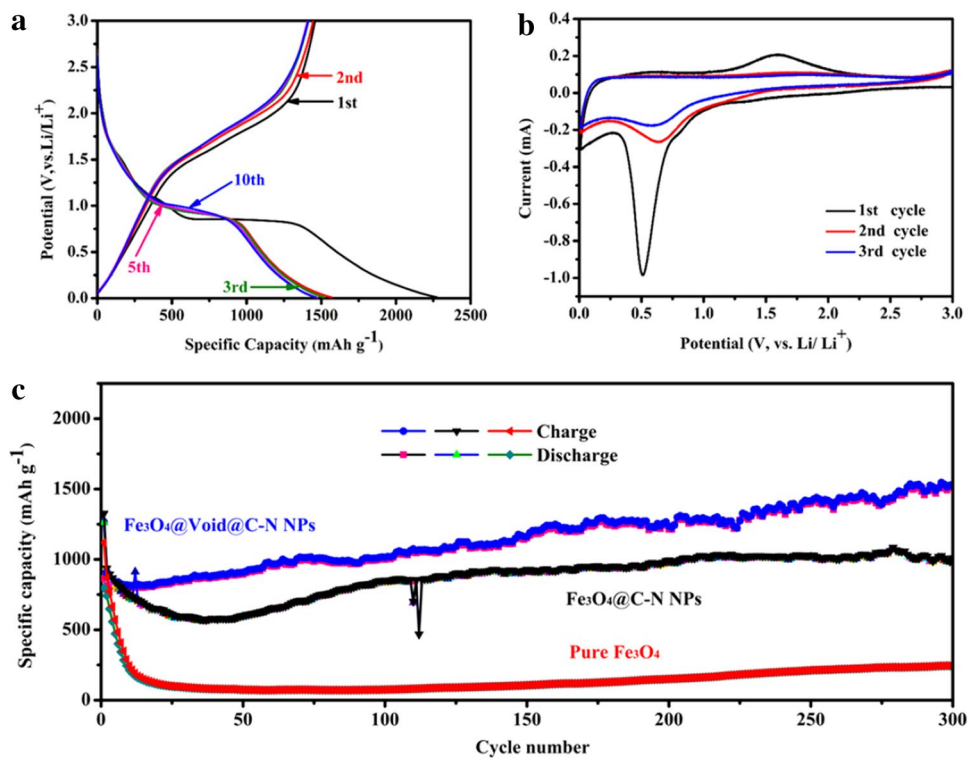 a
3.0
2.5
2.0
1.5
1.0
0.5
0.0
Potential (V,vs.Li/Li⁺)
2nd
1st
10th
5th
3rd
0 500 1000 1500 2000 2500
Specific Capacity (mAh g⁻¹)
b
0.4
0.2
0.0
-0.2
-0.4
-0.6
-0.8
-1.0
Current (mA)
1st cycle
2nd cycle
3rd cycle
0.0 0.5 1.0 1.5 2.0 2.5 3.0
Potential (V, vs. Li/ Li⁺)
c
2000
1500
1000
500
0
Specific capacity (mAh g⁻¹)
Charge
Discharge
Fe₃O₄@Void@C-N NPs
Fe₃O₄@C-N NPs
Pure Fe₃O₄
0 50 100 150 200 250 300
Cycle number